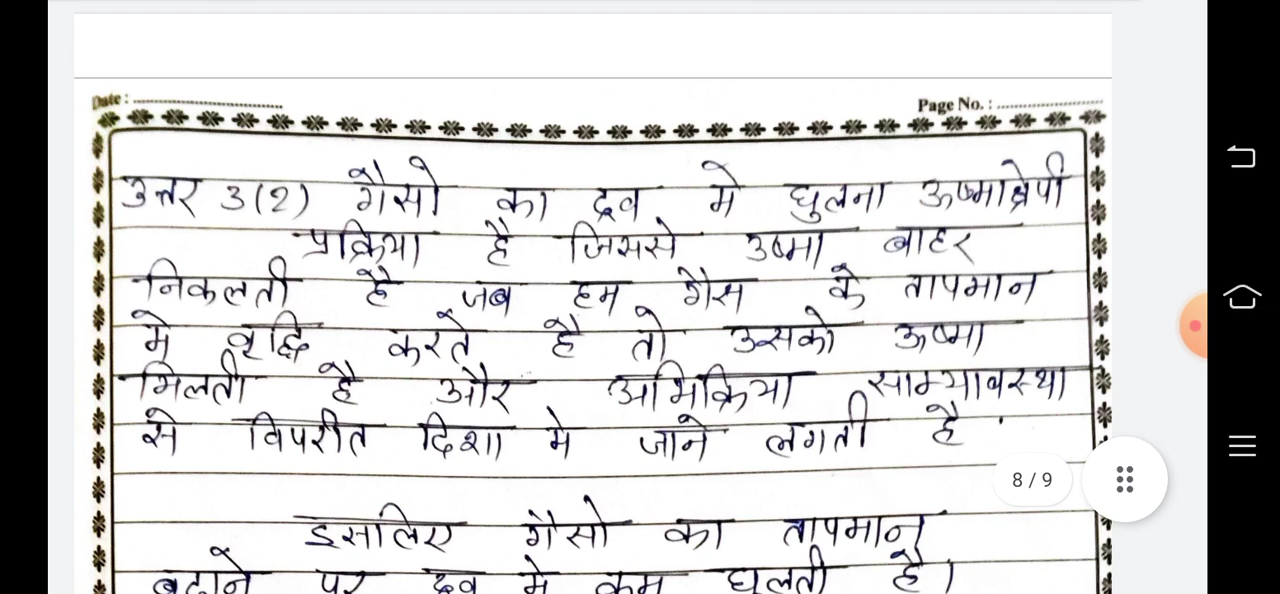 Date :
Page No. :
उत्तर 3(2) गैसो का द्रव मे घुलना ऊष्माक्षेपी
प्रक्रिया है जिससे उष्मा बाहर
निकलती है जब हम गैस के तापमान
मे वृद्धि करते है तो उसको ऊष्मा
मिलती है और अभिक्रिया साम्यावस्था
से विपरीत दिशा मे जाने लगती है .
8 / 9
इसलिए गैसो का तापमान
बढाने पर द्रव मे कम घुलती है।